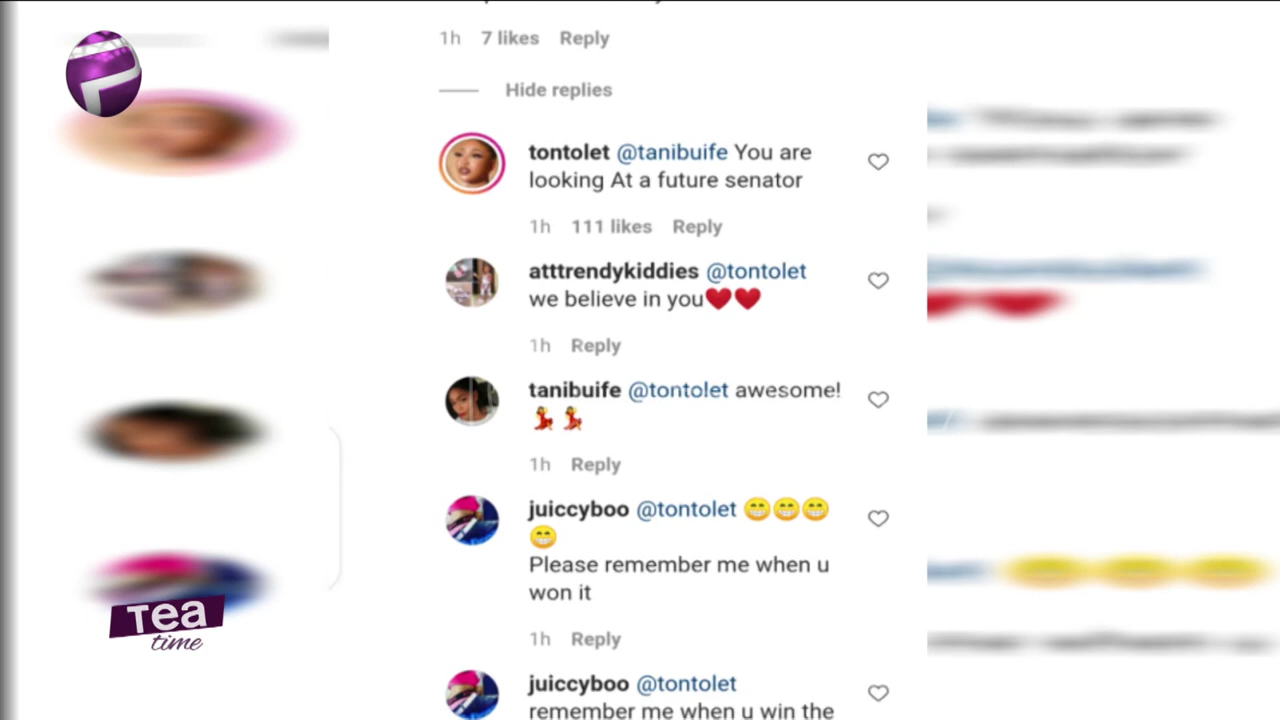 1h 7 likes Reply
Hide replies
tontolet @tanibuife You are
looking At a future senator
1h 111 likes Reply
atttrendykiddies @tontolet
we believe in you❤️❤️
1h Reply
tanibuife @tontolet awesome!
💃💃
1h Reply
juiccyboo @tontolet 😁😁😁
😁
Please remember me when u
won it
1h Reply
juiccyboo @tontolet
remember me when u win the
Tea
time